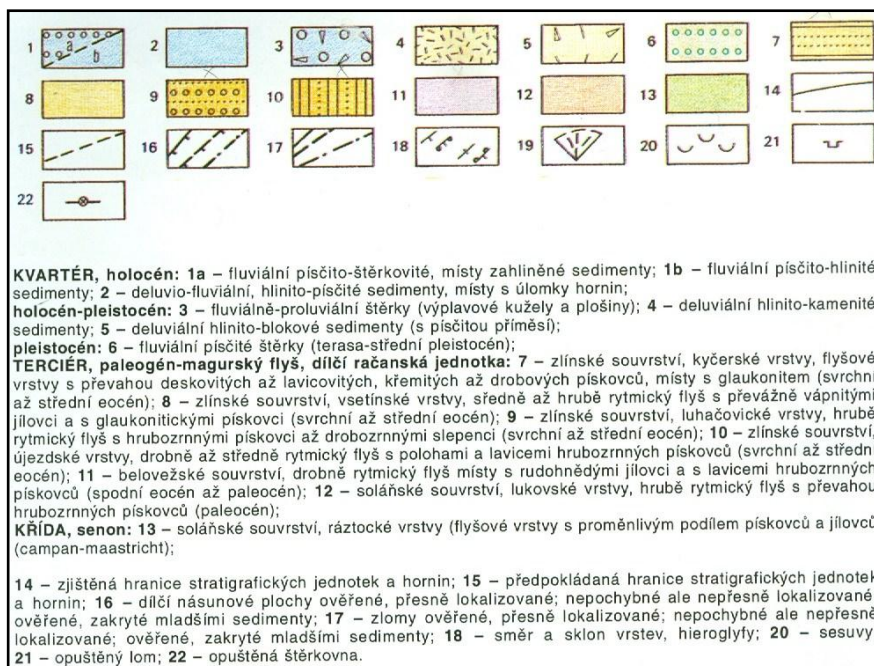 1 a b 2 3 4 5 6 7
8 9 10 11 12 13 14
15 16 17 18 19 20 21
22
KVARTÉR, holocén: 1a – fluviální písčito-štěrkovité, místy zahliněné sedimenty; 1b – fluviální písčito-hlinité
sedimenty; 2 – deluvio-fluviální, hlinito-písčité sedimenty, místy s úlomky hornin;
holocén-pleistocén: 3 – fluviálně-proluviální štěrky (výplavové kužely a plošiny); 4 – deluviální hlinito-kamenité
sedimenty; 5 – deluviální hlinito-blokové sedimenty (s písčitou příměsí);
pleistocén: 6 – fluviální písčité štěrky (terasa-střední pleistocén);
TERCIÉR, paleogén-magurský flyš, dílčí račanská jednotka: 7 – zlínské souvrství, kyčerské vrstvy, flyšové
vrstvy s převahou deskovitých až lavicovitých, křemitých až drobových pískovců, místy s glaukonitem (svrchní
až střední eocén); 8 – zlínské souvrství, vsetínské vrstvy, sředně až hrubě rytmický flyš s převážně vápnitými
jílovci a s glaukonitickými pískovci (svrchní až střední eocén); 9 – zlínské souvrství, luhačovické vrstvy, hrubě
rytmický flyš s hrubozrnnými pískovci až drobozrnnými slepenci (svrchní až střední eocén); 10 – zlínské souvrství,
újezdské vrstvy, drobně až středně rytmický flyš s polohami a lavicemi hrubozrnných pískovců (svrchní až střední
eocén); 11 – belovežské souvrství, drobně rytmický flyš místy s rudohnědými jílovci a s lavicemi hrubozrnných
pískovců (spodní eocén až paleocén); 12 – soláňské souvrství, lukovské vrstvy, hrubě rytmický flyš s převahou
hrubozrnných pískovců (paleocén);
KŘÍDA, senon: 13 – soláňské souvrství, ráztocké vrstvy (flyšové vrstvy s proměnlivým podílem pískovců a jílovců
(campan-maastricht);
14 – zjištěná hranice stratigrafických jednotek a hornin; 15 – předpokládaná hranice stratigrafických jednotek
a hornin; 16 – dílčí násunové plochy ověřené, přesně lokalizované; nepochybné ale nepřesně lokalizované
ověřené, zakryté mladšími sedimenty; 17 – zlomy ověřené, přesně lokalizované; nepochybné ale nepřesně
lokalizované; ověřené, zakryté mladšími sedimenty; 18 – směr a sklon vrstev, hieroglyfy; 20 – sesuvy
21 – opuštěný lom; 22 – opuštěná štěrkovna.